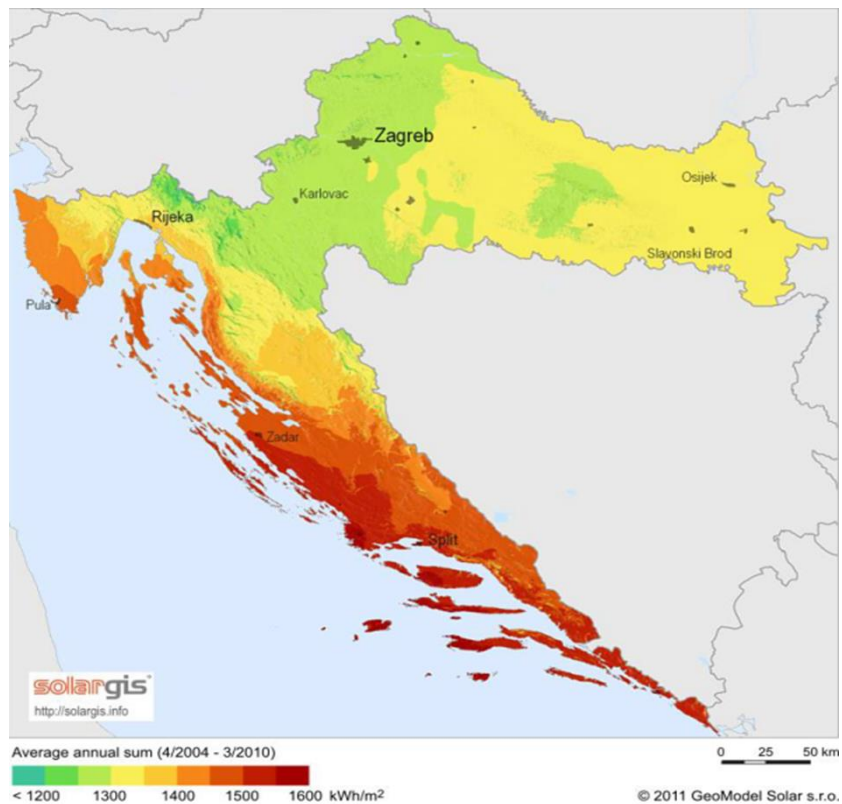 Zagreb
Karlovac
Rijeka
Osijek
Slavonski Brod
Pula
Zadar
Split
solargis
http://solargis.info
Average annual sum (4/2004 - 3/2010)
0 25 50 km
< 1200 1300 1400 1500 1600 kWh/m²
© 2011 GeoModel Solar s.r.o.